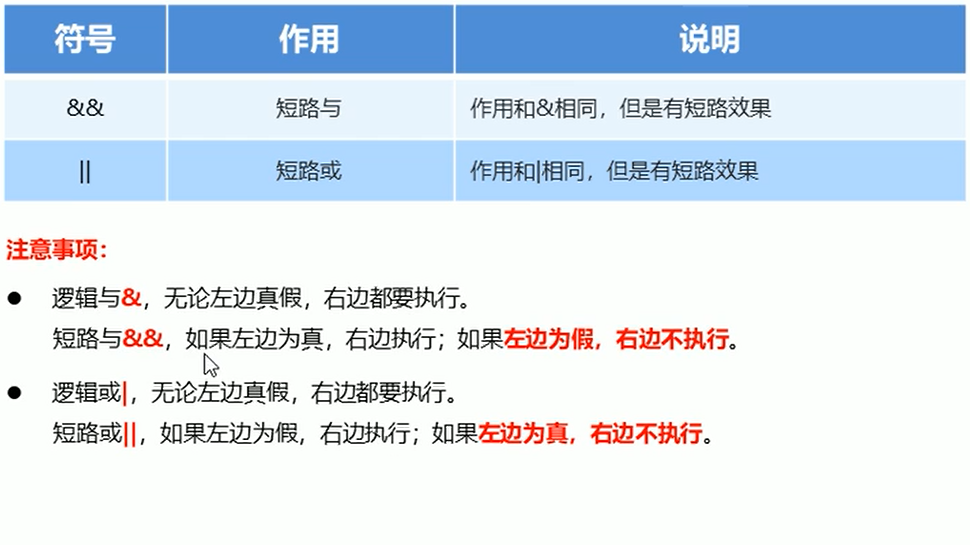 符号 作用 说明
&& 短路与 作用和&相同，但是有短路效果
|| 短路或 作用和|相同，但是有短路效果
注意事项：
● 逻辑与&，无论左边真假，右边都要执行。
短路与&&，如果左边为真，右边执行；如果左边为假，右边不执行。
● 逻辑或|，无论左边真假，右边都要执行。
短路或||，如果左边为假，右边执行；如果左边为真，右边不执行。